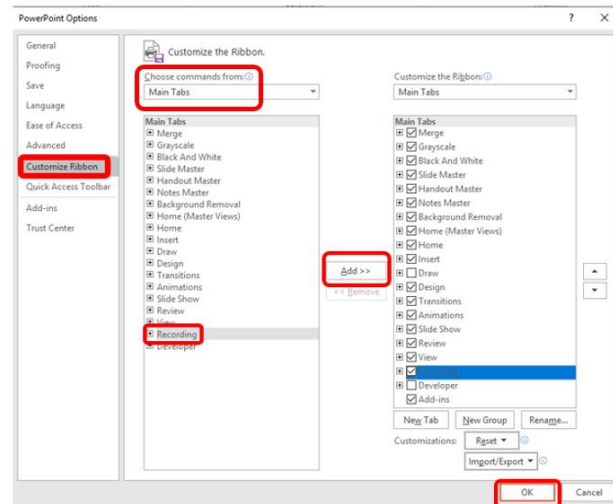 PowerPoint Options
?
General
Proofing
Save
Language
Ease of Access
Advanced
Customize Ribbon
Quick Access Toolbar
Add-ins
Trust Center
Customize the Ribbon.
Choose commands from:
Main Tabs
Main Tabs
Merge
Grayscale
Black And White
Slide Master
Handout Master
Notes Master
Background Removal
Home (Master Views)
Home
Insert
Draw
Design
Transitions
Animations
Slide Show
Review
View
Recording
Developer
Add >>
<< Remove
Customize the Ribbon:
Main Tabs
Main Tabs
Merge
Grayscale
Black And White
Slide Master
Handout Master
Notes Master
Background Removal
Home (Master Views)
Home
Insert
Draw
Design
Transitions
Animations
Slide Show
Review
View
Recording
Developer
Add-ins
New Tab
New Group
Rename...
Customizations:
Reset
Import/Export
OK
Cancel